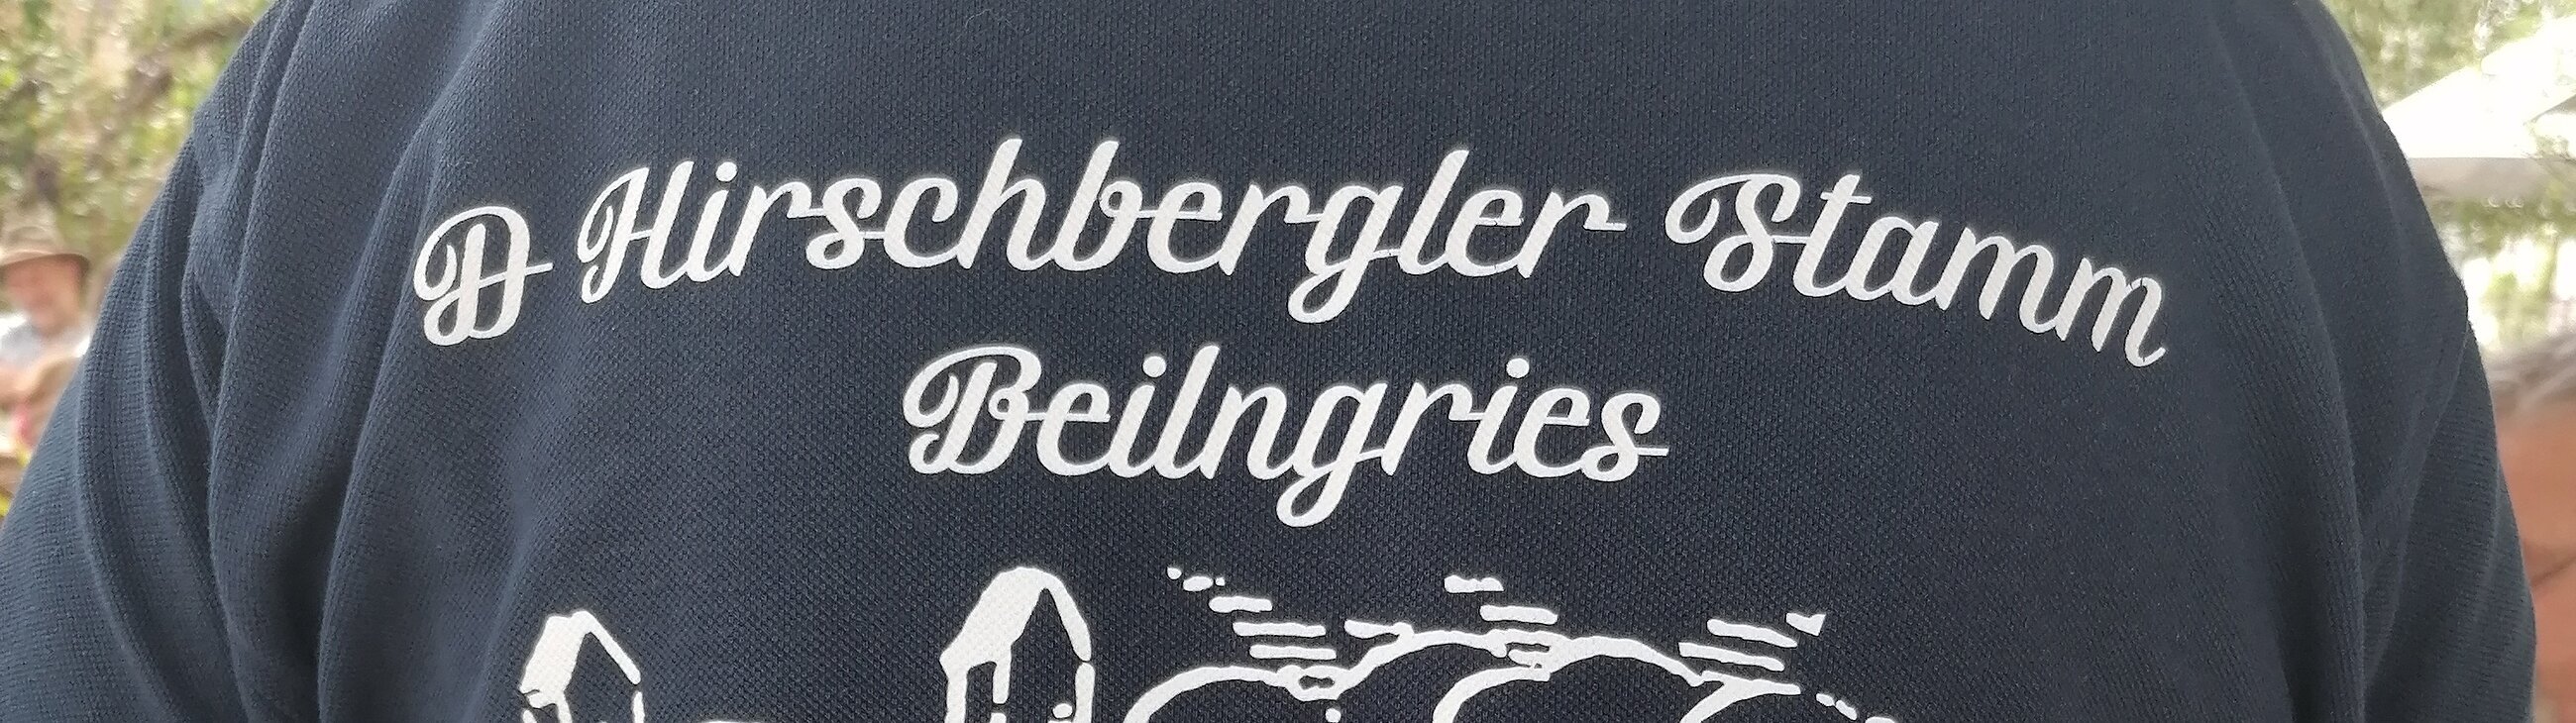 D Hirschbergler Stamm
Beilngries